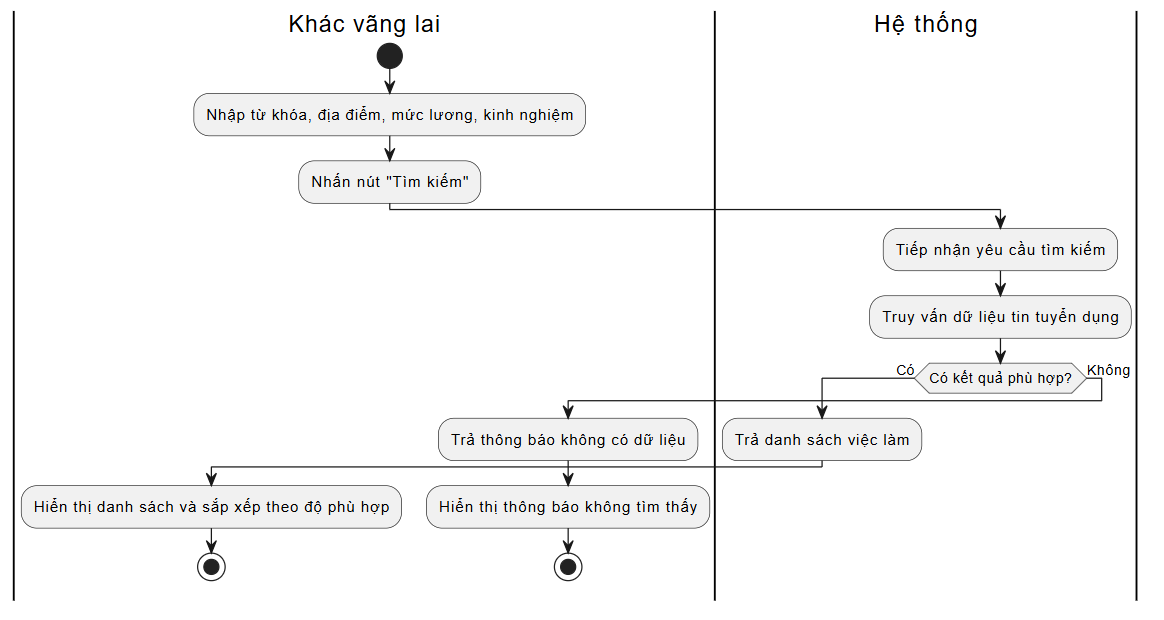 Khác vãng lai
Hệ thống
Nhập từ khóa, địa điểm, mức lương, kinh nghiệm
Nhấn nút "Tìm kiếm"
Tiếp nhận yêu cầu tìm kiếm
Truy vấn dữ liệu tin tuyển dụng
Có
Có kết quả phù hợp?
Không
Trả thông báo không có dữ liệu
Trả danh sách việc làm
Hiển thị danh sách và sắp xếp theo độ phù hợp
Hiển thị thông báo không tìm thấy